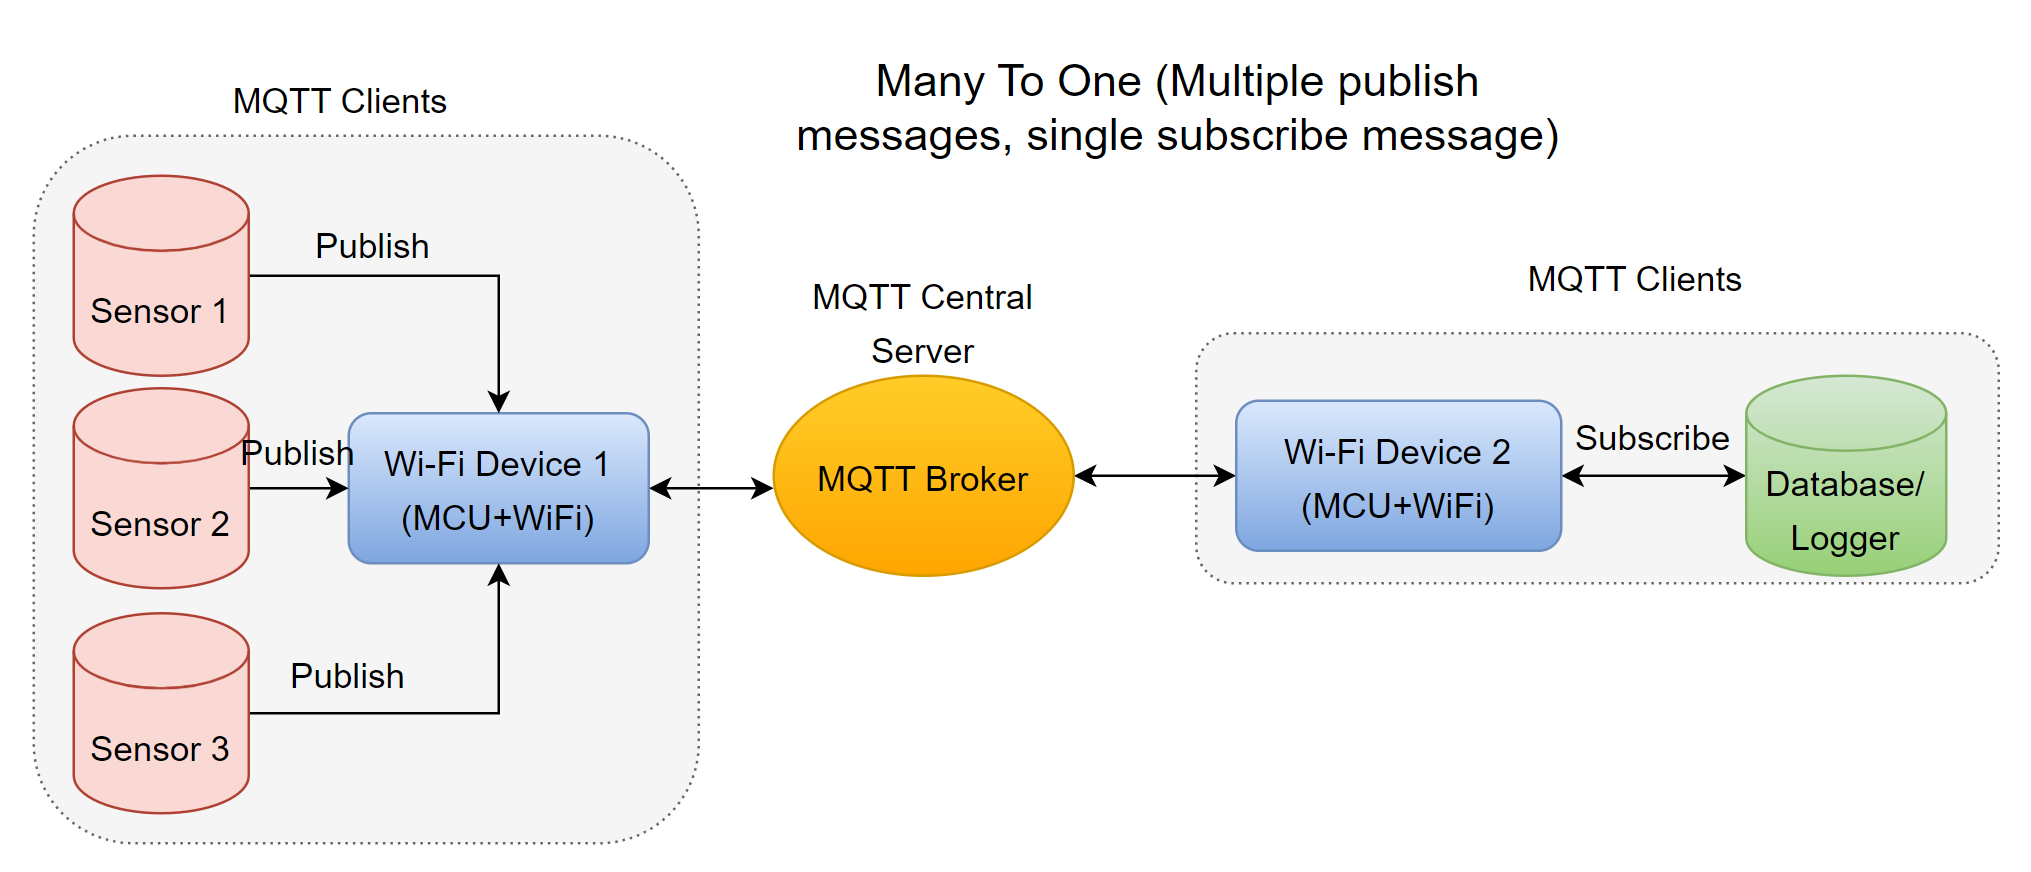 Many To One (Multiple publish
messages, single subscribe message)
MQTT Clients
Sensor 1
Publish
Sensor 2
Publish
Sensor 3
Publish
Wi-Fi Device 1
(MCU+WiFi)
MQTT Central
Server
MQTT Broker
MQTT Clients
Wi-Fi Device 2
(MCU+WiFi)
Subscribe
Database/
Logger